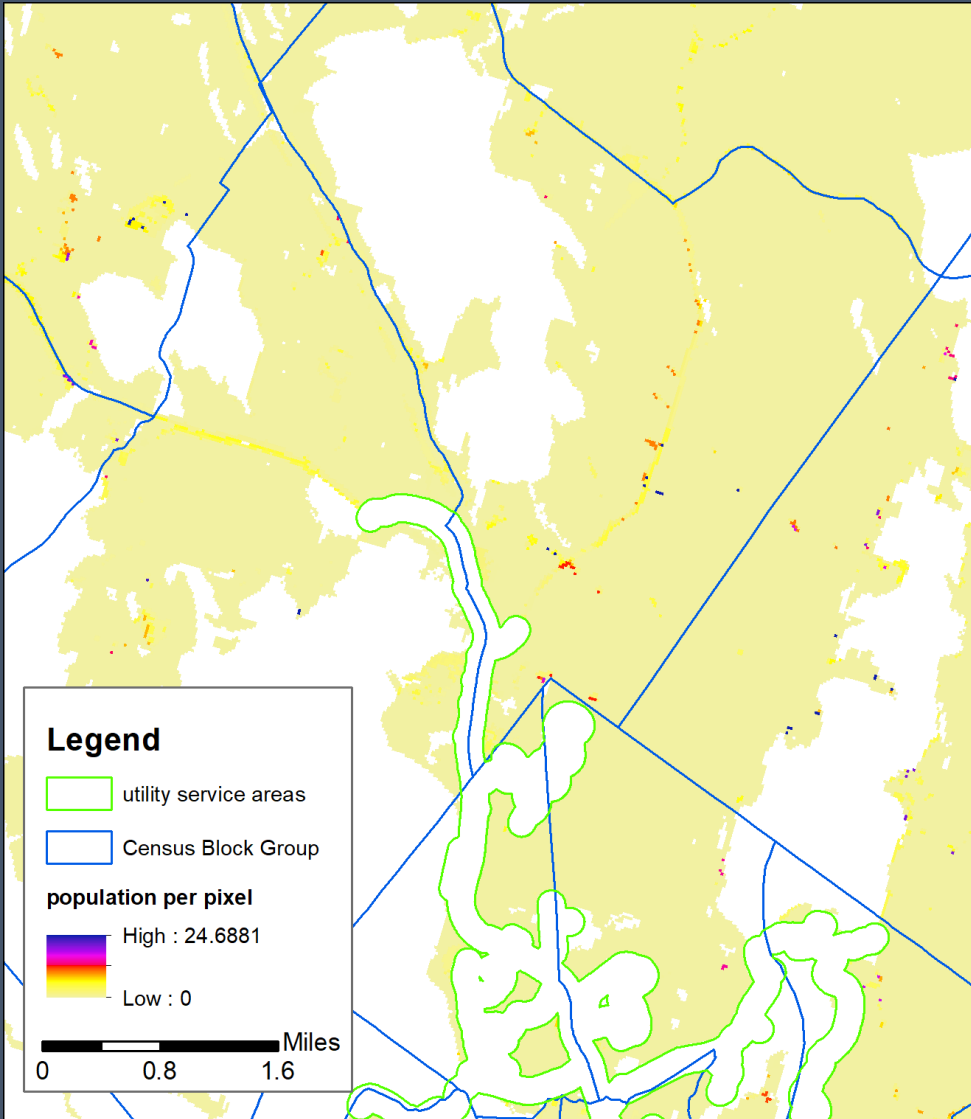 Legend
utility service areas
Census Block Group
population per pixel
High : 24.6881
Low : 0
Miles
0 0.8 1.6